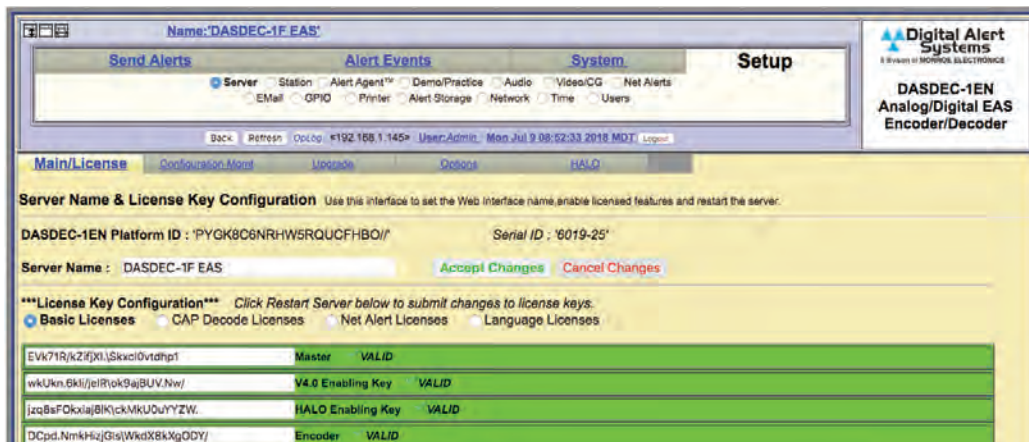 Name:'DASDEC-1F EAS'
Send Alerts Alert Events System Setup
Server Station Alert Agent™ Demo/Practice Audio Video/CG Net Alerts
EMail GPIO Printer Alert Storage Network Time Users
Back Refresh OpLog <192.168.1.145> User:Admin Mon Jul 9 08:52:33 2018 MDT Logout
Digital Alert
Systems
A division of MONROE ELECTRONICS
DASDEC-1EN
Analog/Digital EAS
Encoder/Decoder
Main/License Configuration Mgmt Upgrade Options HALO
Server Name & License Key Configuration Use this interface to set the Web Interface name,enable licensed features and restart the server.
DASDEC-1EN Platform ID : 'PYGK8C6NRHW5RQUCFHBO//' Serial ID : '6019-25'
Server Name : DASDEC-1F EAS Accept Changes Cancel Changes
***License Key Configuration*** Click Restart Server below to submit changes to license keys.
Basic Licenses CAP Decode Licenses Net Alert Licenses Language Licenses
Master VALID
V4.0 Enabling Key VALID
HALO Enabling Key VALID
Encoder VALID